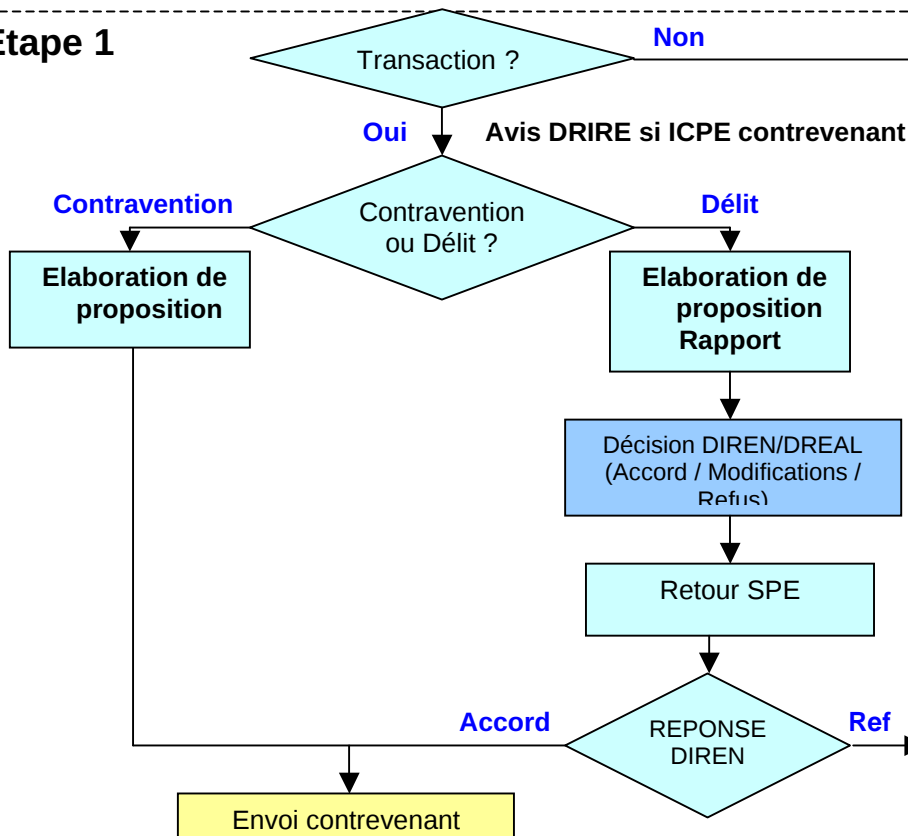 Etape 1
Transaction ?
Non
Oui
Avis DRIRE si ICPE contrevenant
Contravention
Contravention
ou Délit ?
Délit
Elaboration de
proposition
Elaboration de
proposition
Rapport
Décision DIREN/DREAL
(Accord / Modifications /
Refus)
Retour SPE
Accord
REPONSE
DIREN
Ref
Envoi contrevenant